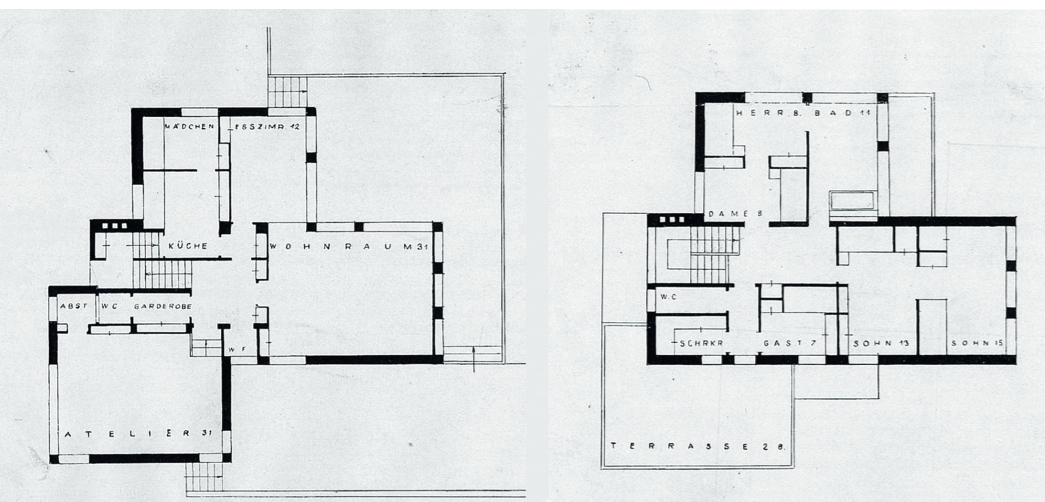 MÄDCHEN
ESSZIMR 12
KÜCHE
WOHNRAUM 31
ABST
WC
GARDEROBE
WF
ATELIER 31
HERR 8.
BAD 11
DAME 8
W.C
SCHRKR
GAST 7
SOHN 13
SOHN 15
TERRASSE 28.